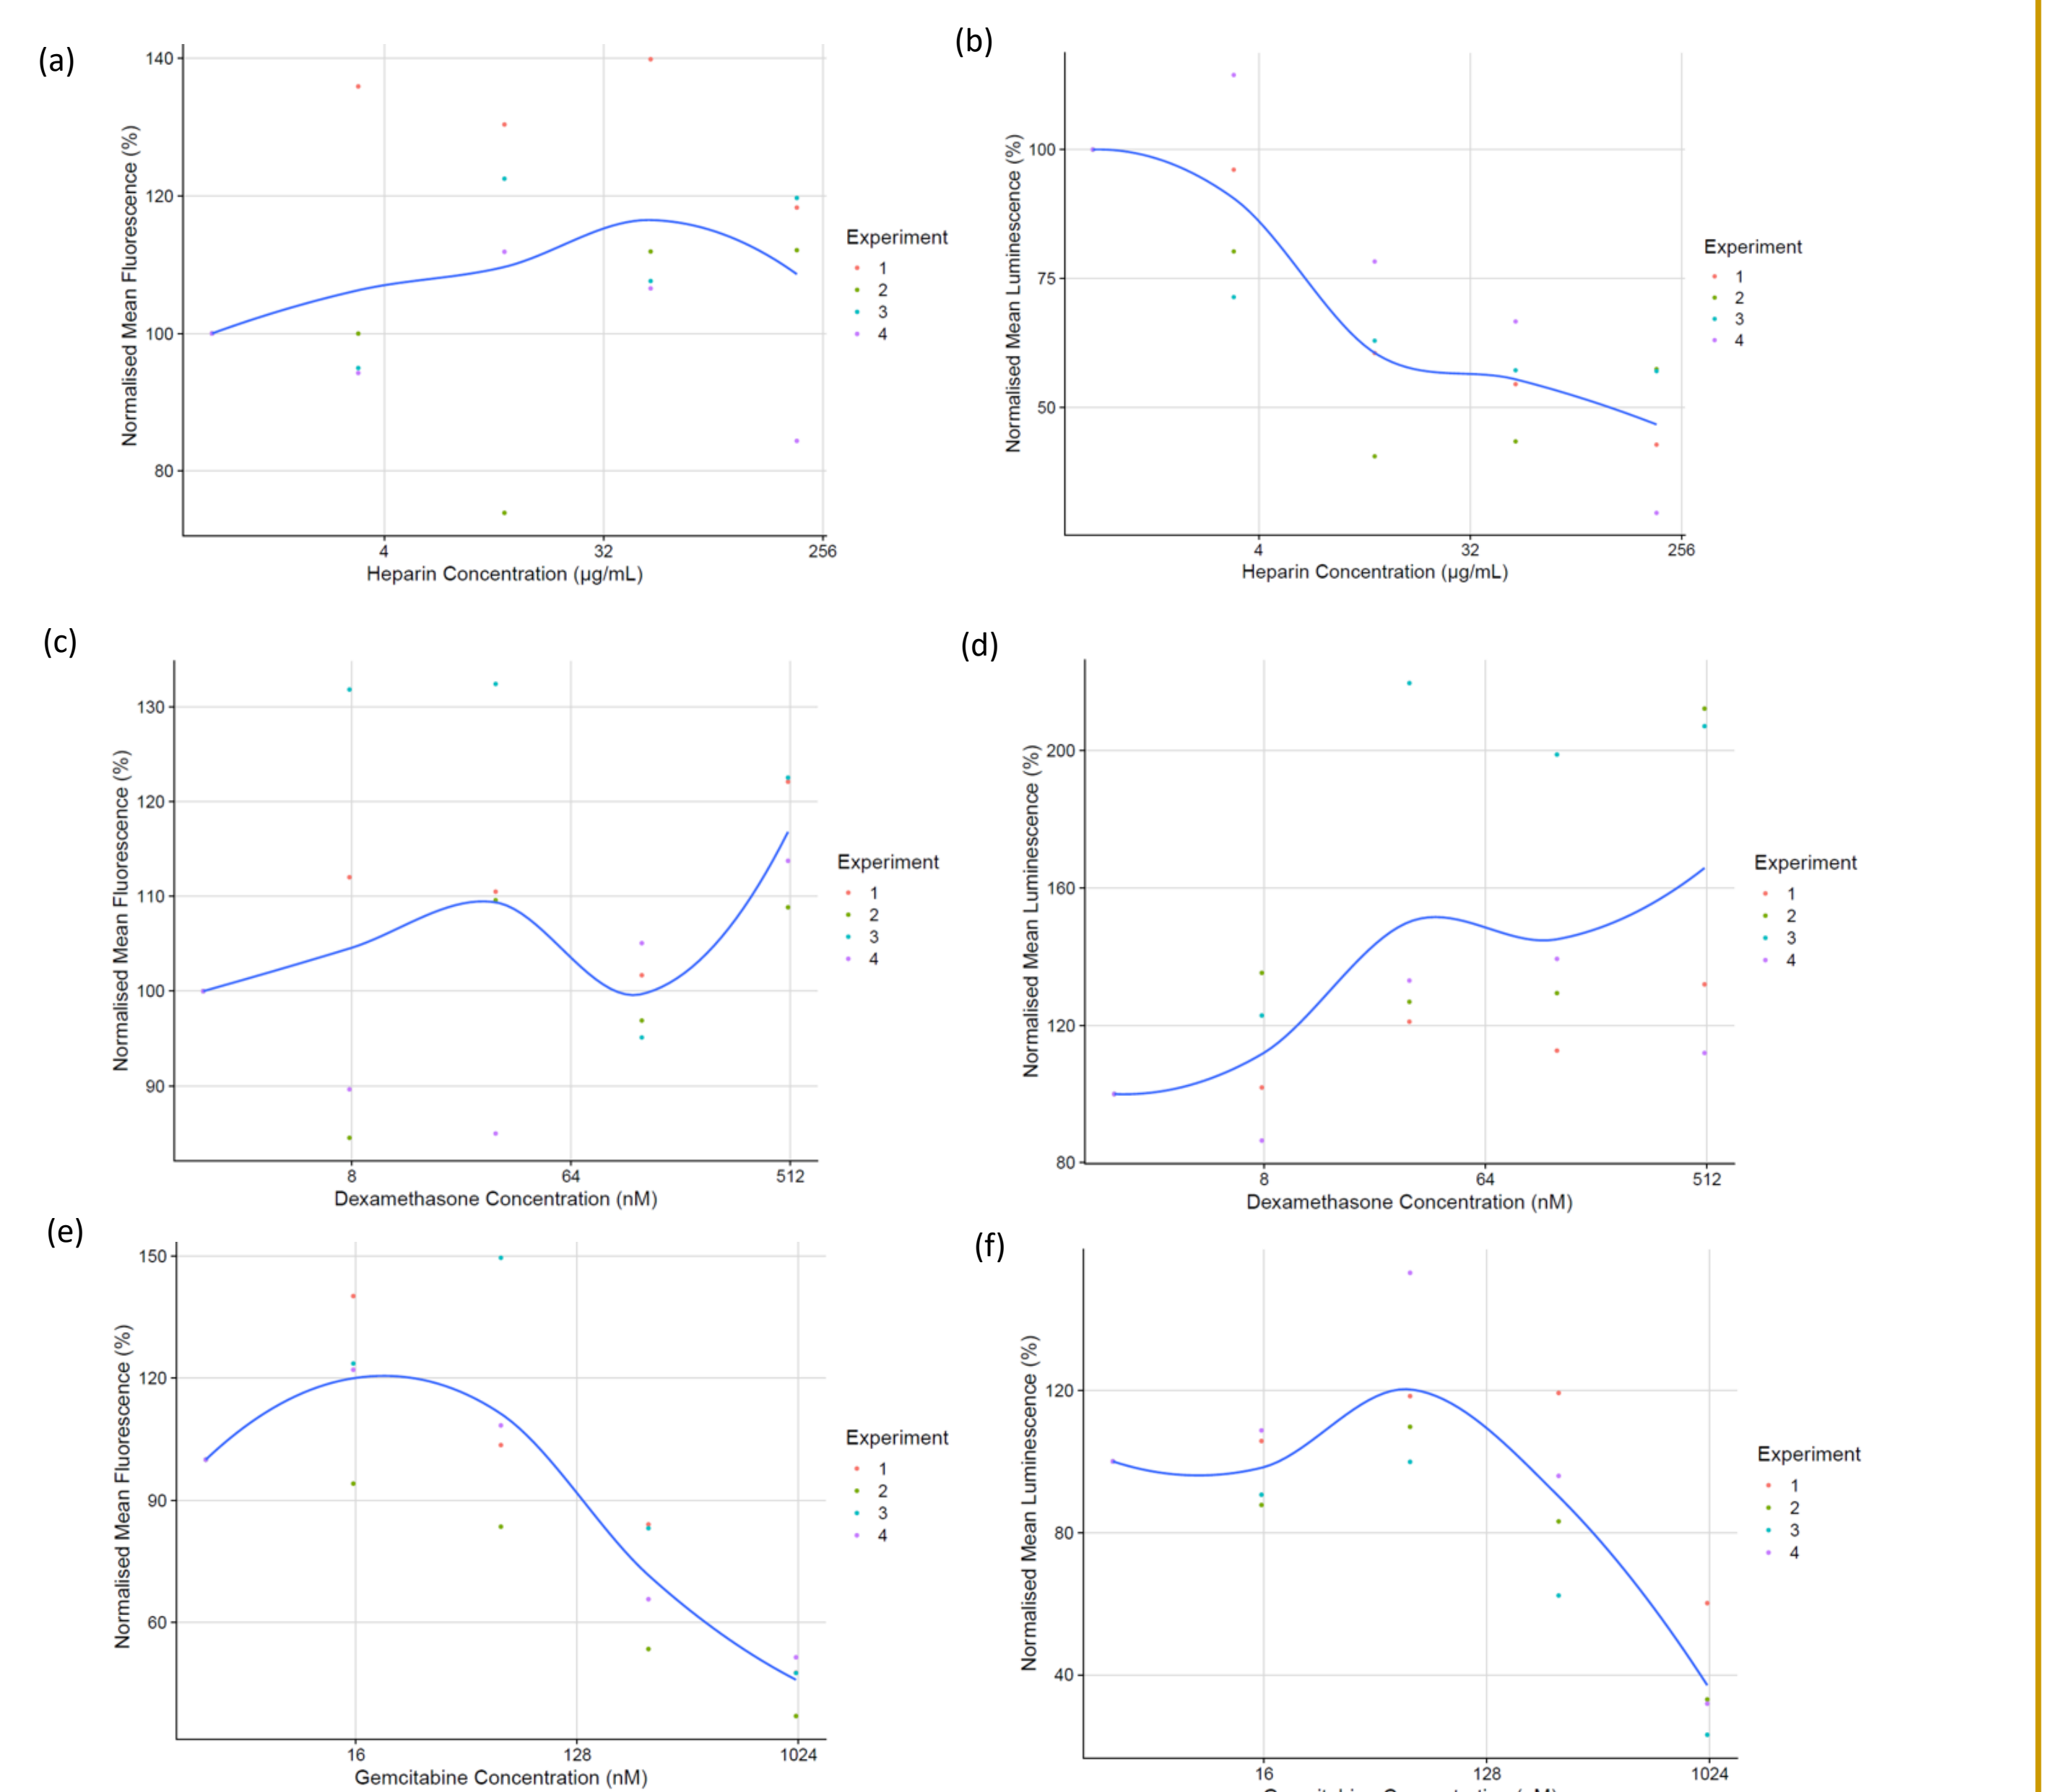 (a)
140
120
100
80
Normalised Mean Fluorescence (%)
4 32 256
Heparin Concentration (µg/mL)
Experiment
1
2
3
4
(b)
100
75
50
Normalised Mean Luminescence (%)
4 32 256
Heparin Concentration (µg/mL)
Experiment
1
2
3
4
(c)
130
120
110
100
90
Normalised Mean Fluorescence (%)
8 64 512
Dexamethasone Concentration (nM)
Experiment
1
2
3
4
(d)
200
160
120
80
Normalised Mean Luminescence (%)
8 64 512
Dexamethasone Concentration (nM)
Experiment
1
2
3
4
(e)
150
120
90
60
Normalised Mean Fluorescence (%)
16 128 1024
Gemcitabine Concentration (nM)
Experiment
1
2
3
4
(f)
120
80
40
Normalised Mean Luminescence (%)
16 128 1024
Experiment
1
2
3
4